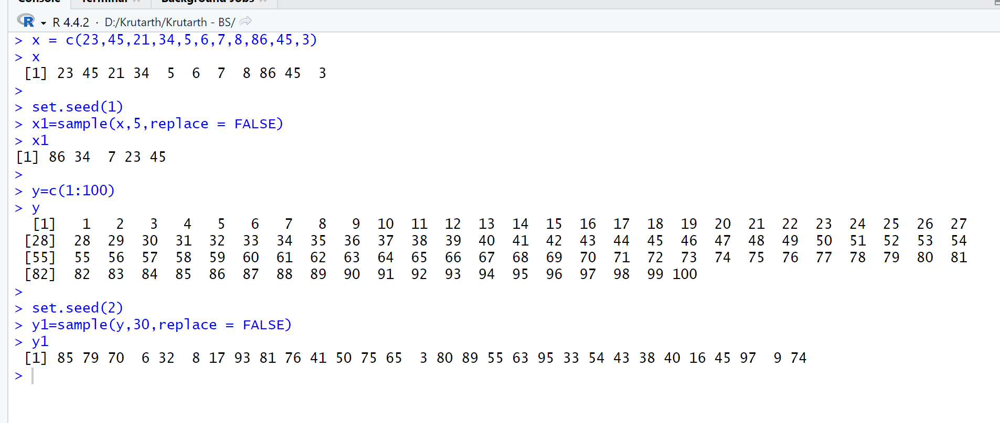 Console Terminal Background Jobs
R 4.4.2 · D:/Krutarth/Krutarth - BS/
> x = c(23,45,21,34,5,6,7,8,86,45,3)
> x
[1] 23 45 21 34 5 6 7 8 86 45 3
>
> set.seed(1)
> x1=sample(x,5,replace = FALSE)
> x1
[1] 86 34 7 23 45
>
> y=c(1:100)
> y
[1] 1 2 3 4 5 6 7 8 9 10 11 12 13 14 15 16 17 18 19 20 21 22 23 24 25 26 27
[28] 28 29 30 31 32 33 34 35 36 37 38 39 40 41 42 43 44 45 46 47 48 49 50 51 52 53 54
[55] 55 56 57 58 59 60 61 62 63 64 65 66 67 68 69 70 71 72 73 74 75 76 77 78 79 80 81
[82] 82 83 84 85 86 87 88 89 90 91 92 93 94 95 96 97 98 99 100
>
> set.seed(2)
> y1=sample(y,30,replace = FALSE)
> y1
[1] 85 79 70 6 32 8 17 93 81 76 41 50 75 65 3 80 89 55 63 95 33 54 43 38 40 16 45 97 9 74
>